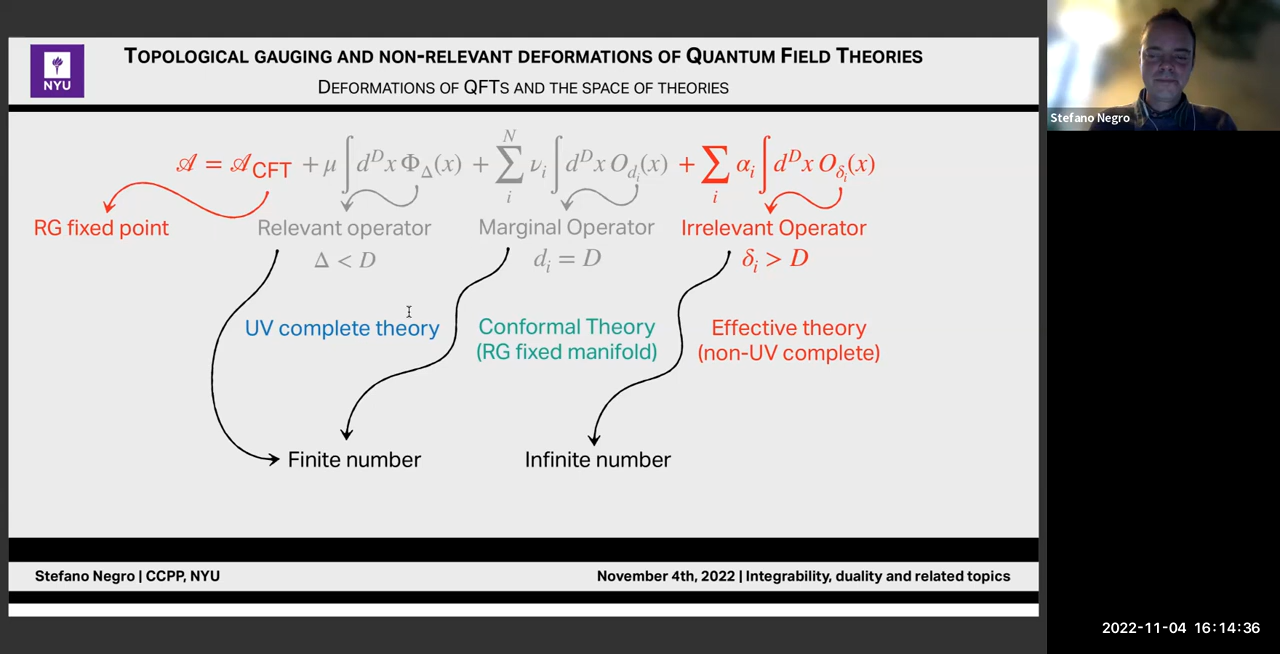 TOPOLOGICAL GAUGING AND NON-RELEVANT DEFORMATIONS OF QUANTUM FIELD THEORIES
NYU
DEFORMATIONS OF QFTS AND THE SPACE OF THEORIES
Stefano Negro
𝒜 = 𝒜_CFT + μ ∫ d^D x Φ_Δ(x) + ∑_i^N ν_i ∫ d^D x O_{d_i}(x) + ∑_i α_i ∫ d^D x O_{δ_i}(x)
RG fixed point
Relevant operator
Marginal Operator
Irrelevant Operator
Δ < D
d_i = D
δ_i > D
UV complete theory
Conformal Theory
(RG fixed manifold)
Effective theory
(non-UV complete)
Finite number
Infinite number
Stefano Negro | CCPP, NYU
November 4th, 2022 | Integrability, duality and related topics
2022-11-04 16:14:36